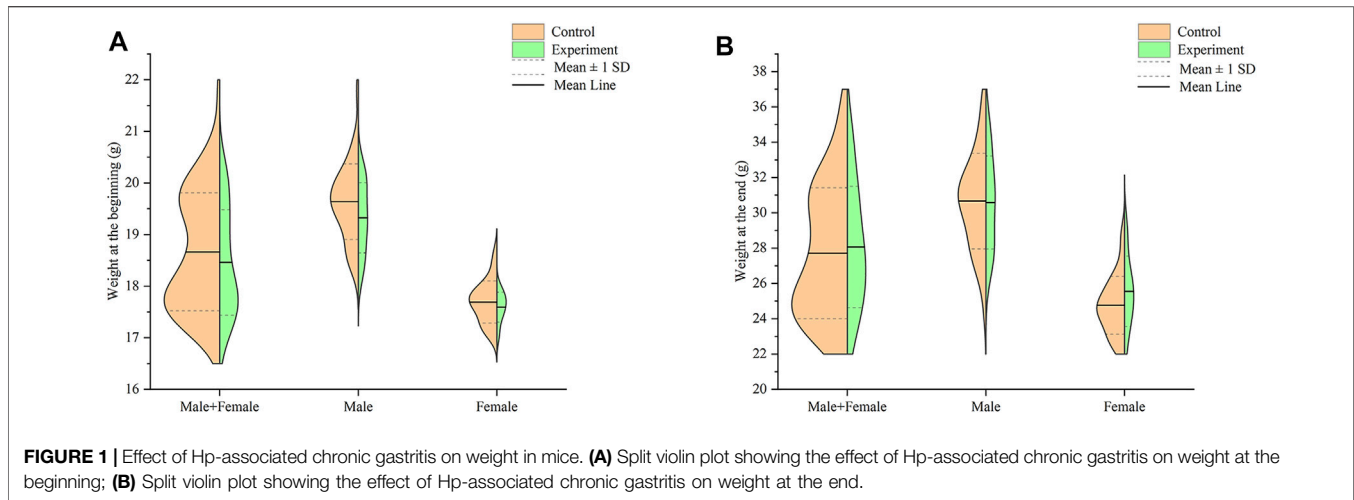 A
Control
Experiment
Mean ± 1 SD
Mean Line
Weight at the beginning (g)
22
21
20
19
18
17
16
Male+Female
Male
Female
B
Control
Experiment
Mean ± 1 SD
Mean Line
Weight at the end (g)
38
36
34
32
30
28
26
24
22
20
Male+Female
Male
Female
FIGURE 1 | Effect of Hp-associated chronic gastritis on weight in mice. (A) Split violin plot showing the effect of Hp-associated chronic gastritis on weight at the
beginning; (B) Split violin plot showing the effect of Hp-associated chronic gastritis on weight at the end.